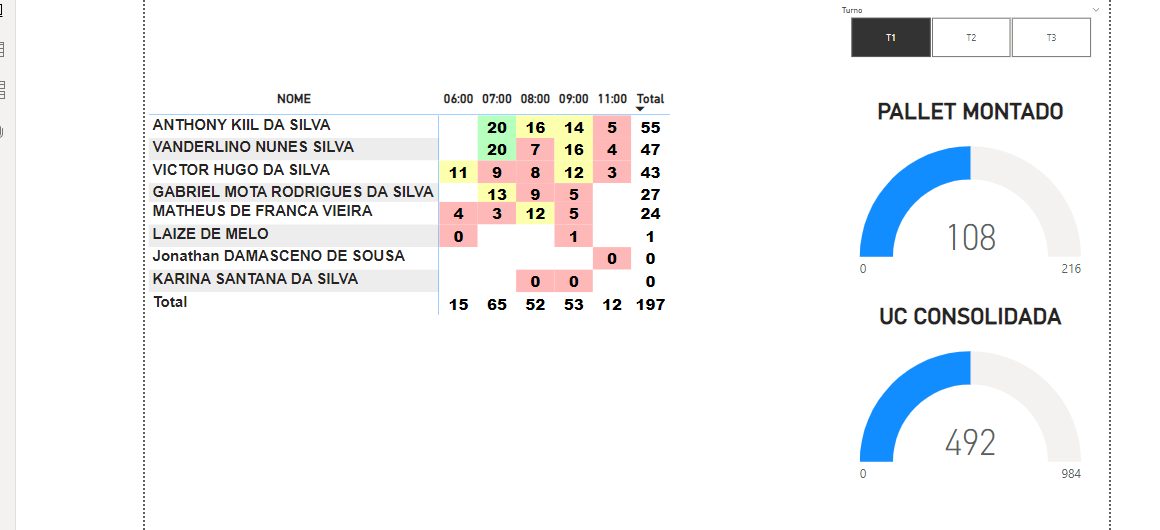 Turno
T1 T2 T3
NOME 06:00 07:00 08:00 09:00 11:00 Total
ANTHONY KIIL DA SILVA 20 16 14 5 55
VANDERLINO NUNES SILVA 20 7 16 4 47
VICTOR HUGO DA SILVA 11 9 8 12 3 43
GABRIEL MOTA RODRIGUES DA SILVA 13 9 5 27
MATHEUS DE FRANCA VIEIRA 4 3 12 5 24
LAIZE DE MELO 0 1 1
Jonathan DAMASCENO DE SOUSA 0 0
KARINA SANTANA DA SILVA 0 0 0
Total 15 65 52 53 12 197
PALLET MONTADO
108
0 216
UC CONSOLIDADA
492
0 984